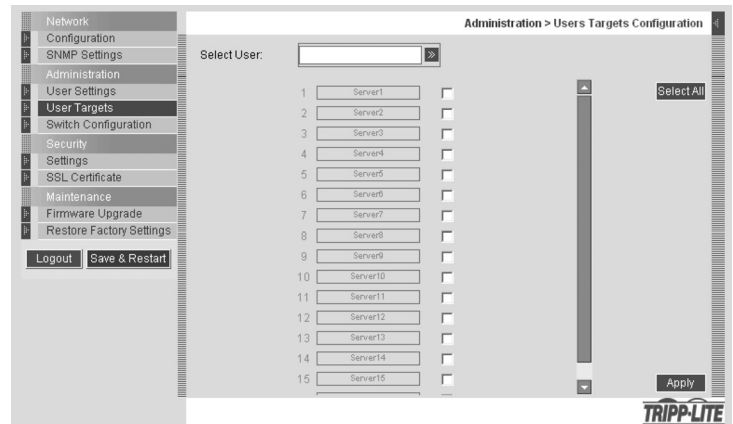 Network
Configuration
SNMP Settings
Administration
User Settings
User Targets
Switch Configuration
Security
Settings
SSL Certificate
Maintenance
Firmware Upgrade
Restore Factory Settings
Logout Save & Restart
Administration > Users Targets Configuration
Select User:
Select All
1 Server1
2 Server2
3 Server3
4 Server4
5 Server5
6 Server6
7 Server7
8 Server8
9 Server9
10 Server10
11 Server11
12 Server12
13 Server13
14 Server14
15 Server15
Apply
TRIPP·LITE